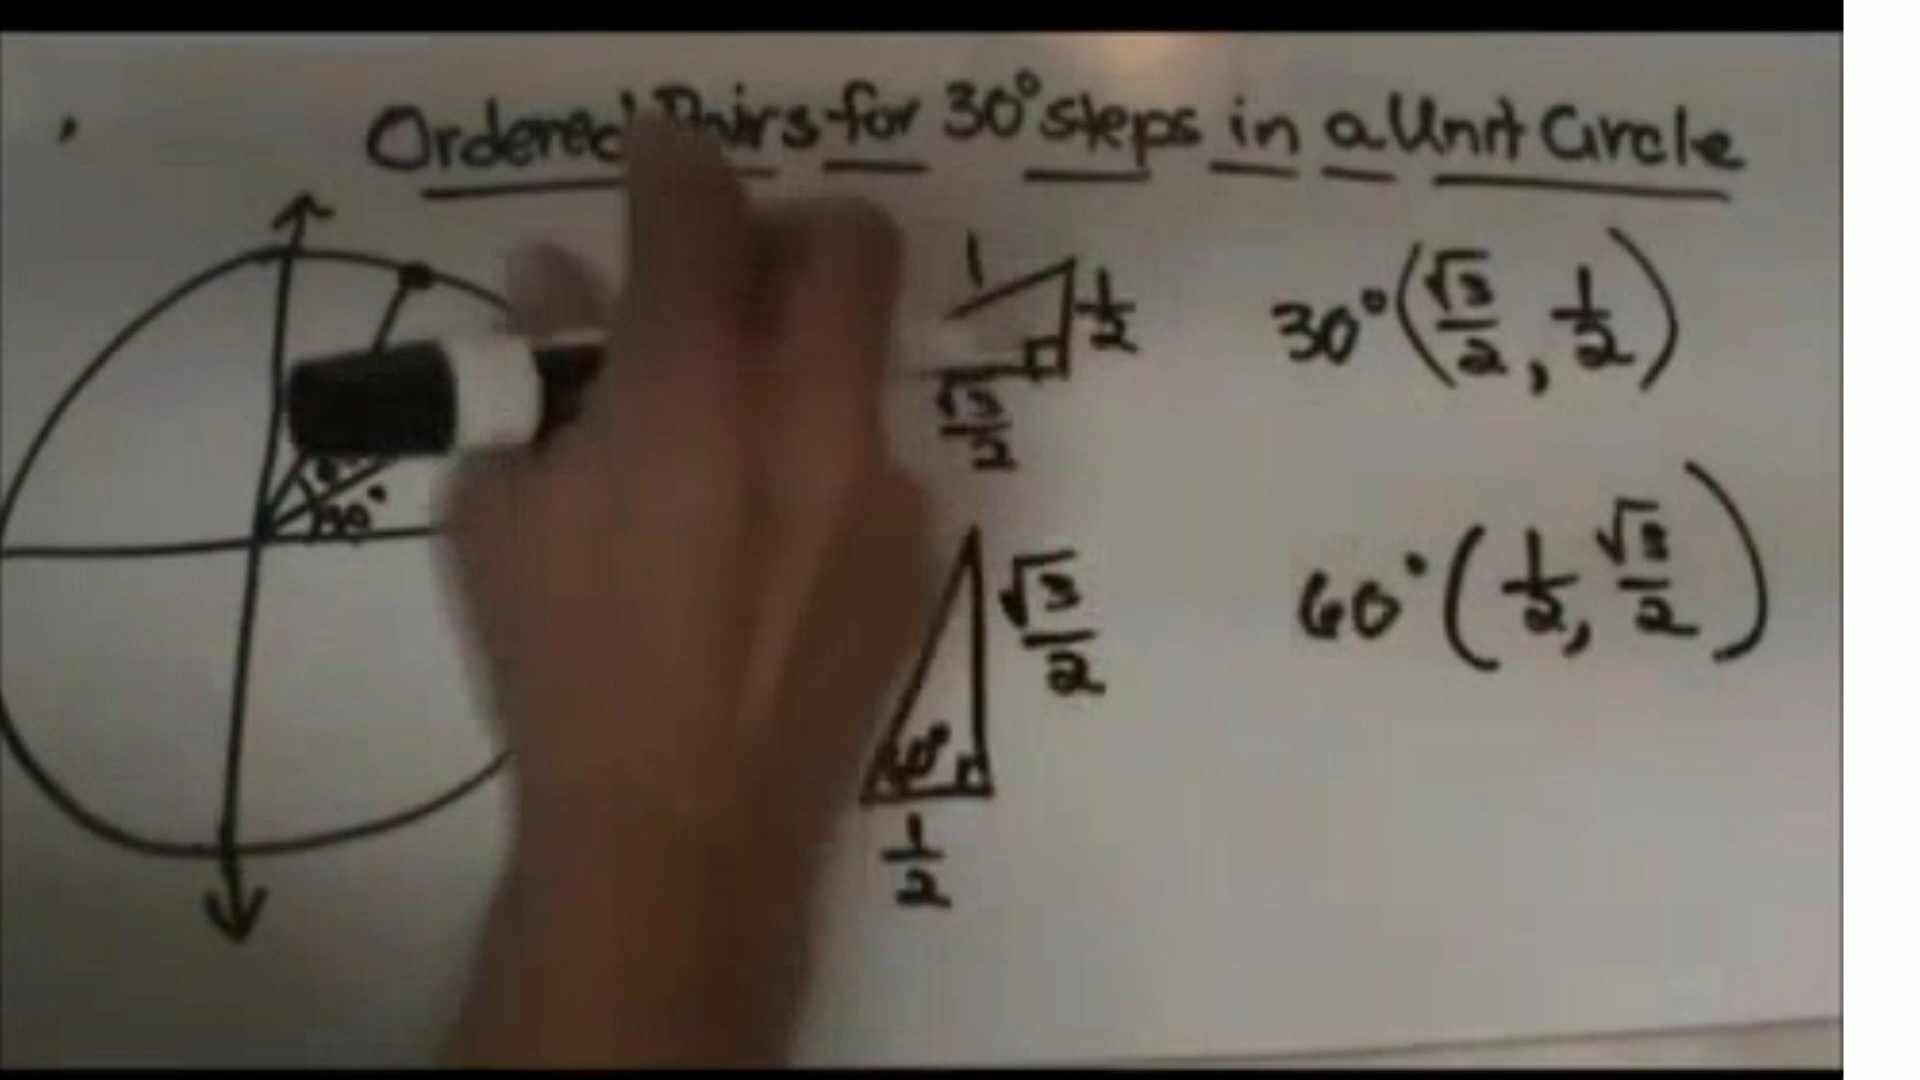 Ordered Pairs for 30° steps in a Unit Circle
1
1/2
√3/2
30° (√3/2, 1/2)
30°
√3/2
60°
1/2
60° (1/2, √3/2)